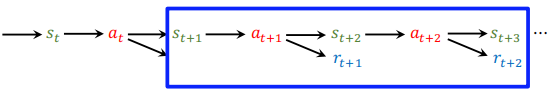 s_t a_t s_{t+1} a_{t+1} s_{t+2} a_{t+2} s_{t+3} ...
r_{t+1} r_{t+2}